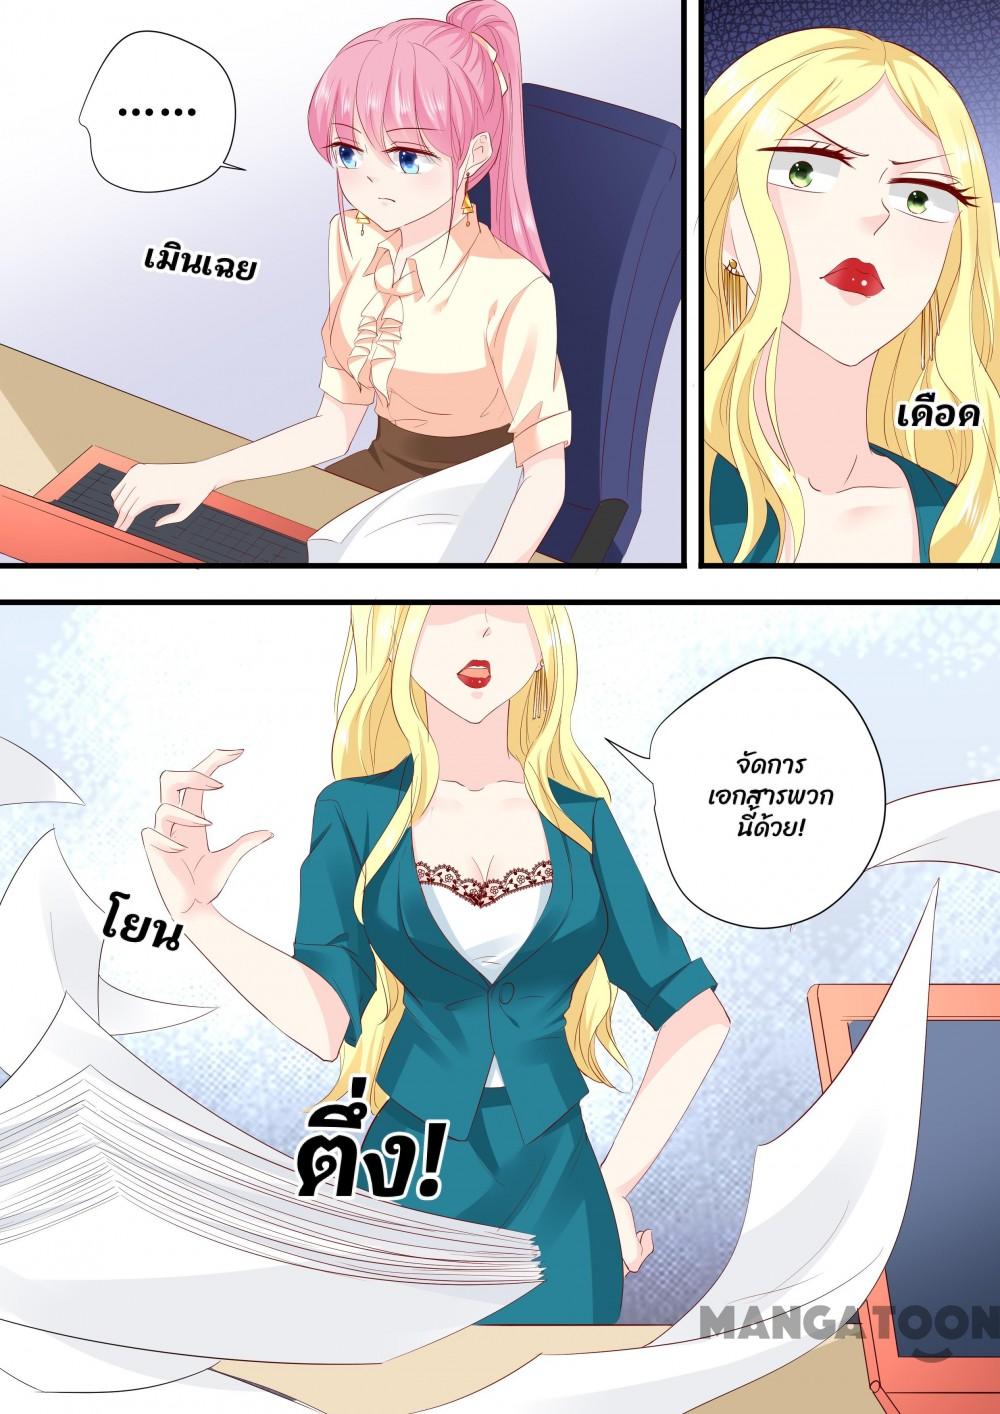 ......
เมินเฉย
เดือด
จัดการ
เอกสารพวก
นี้ด้วย!
โยน
ตึ่ง!
MANGATOON